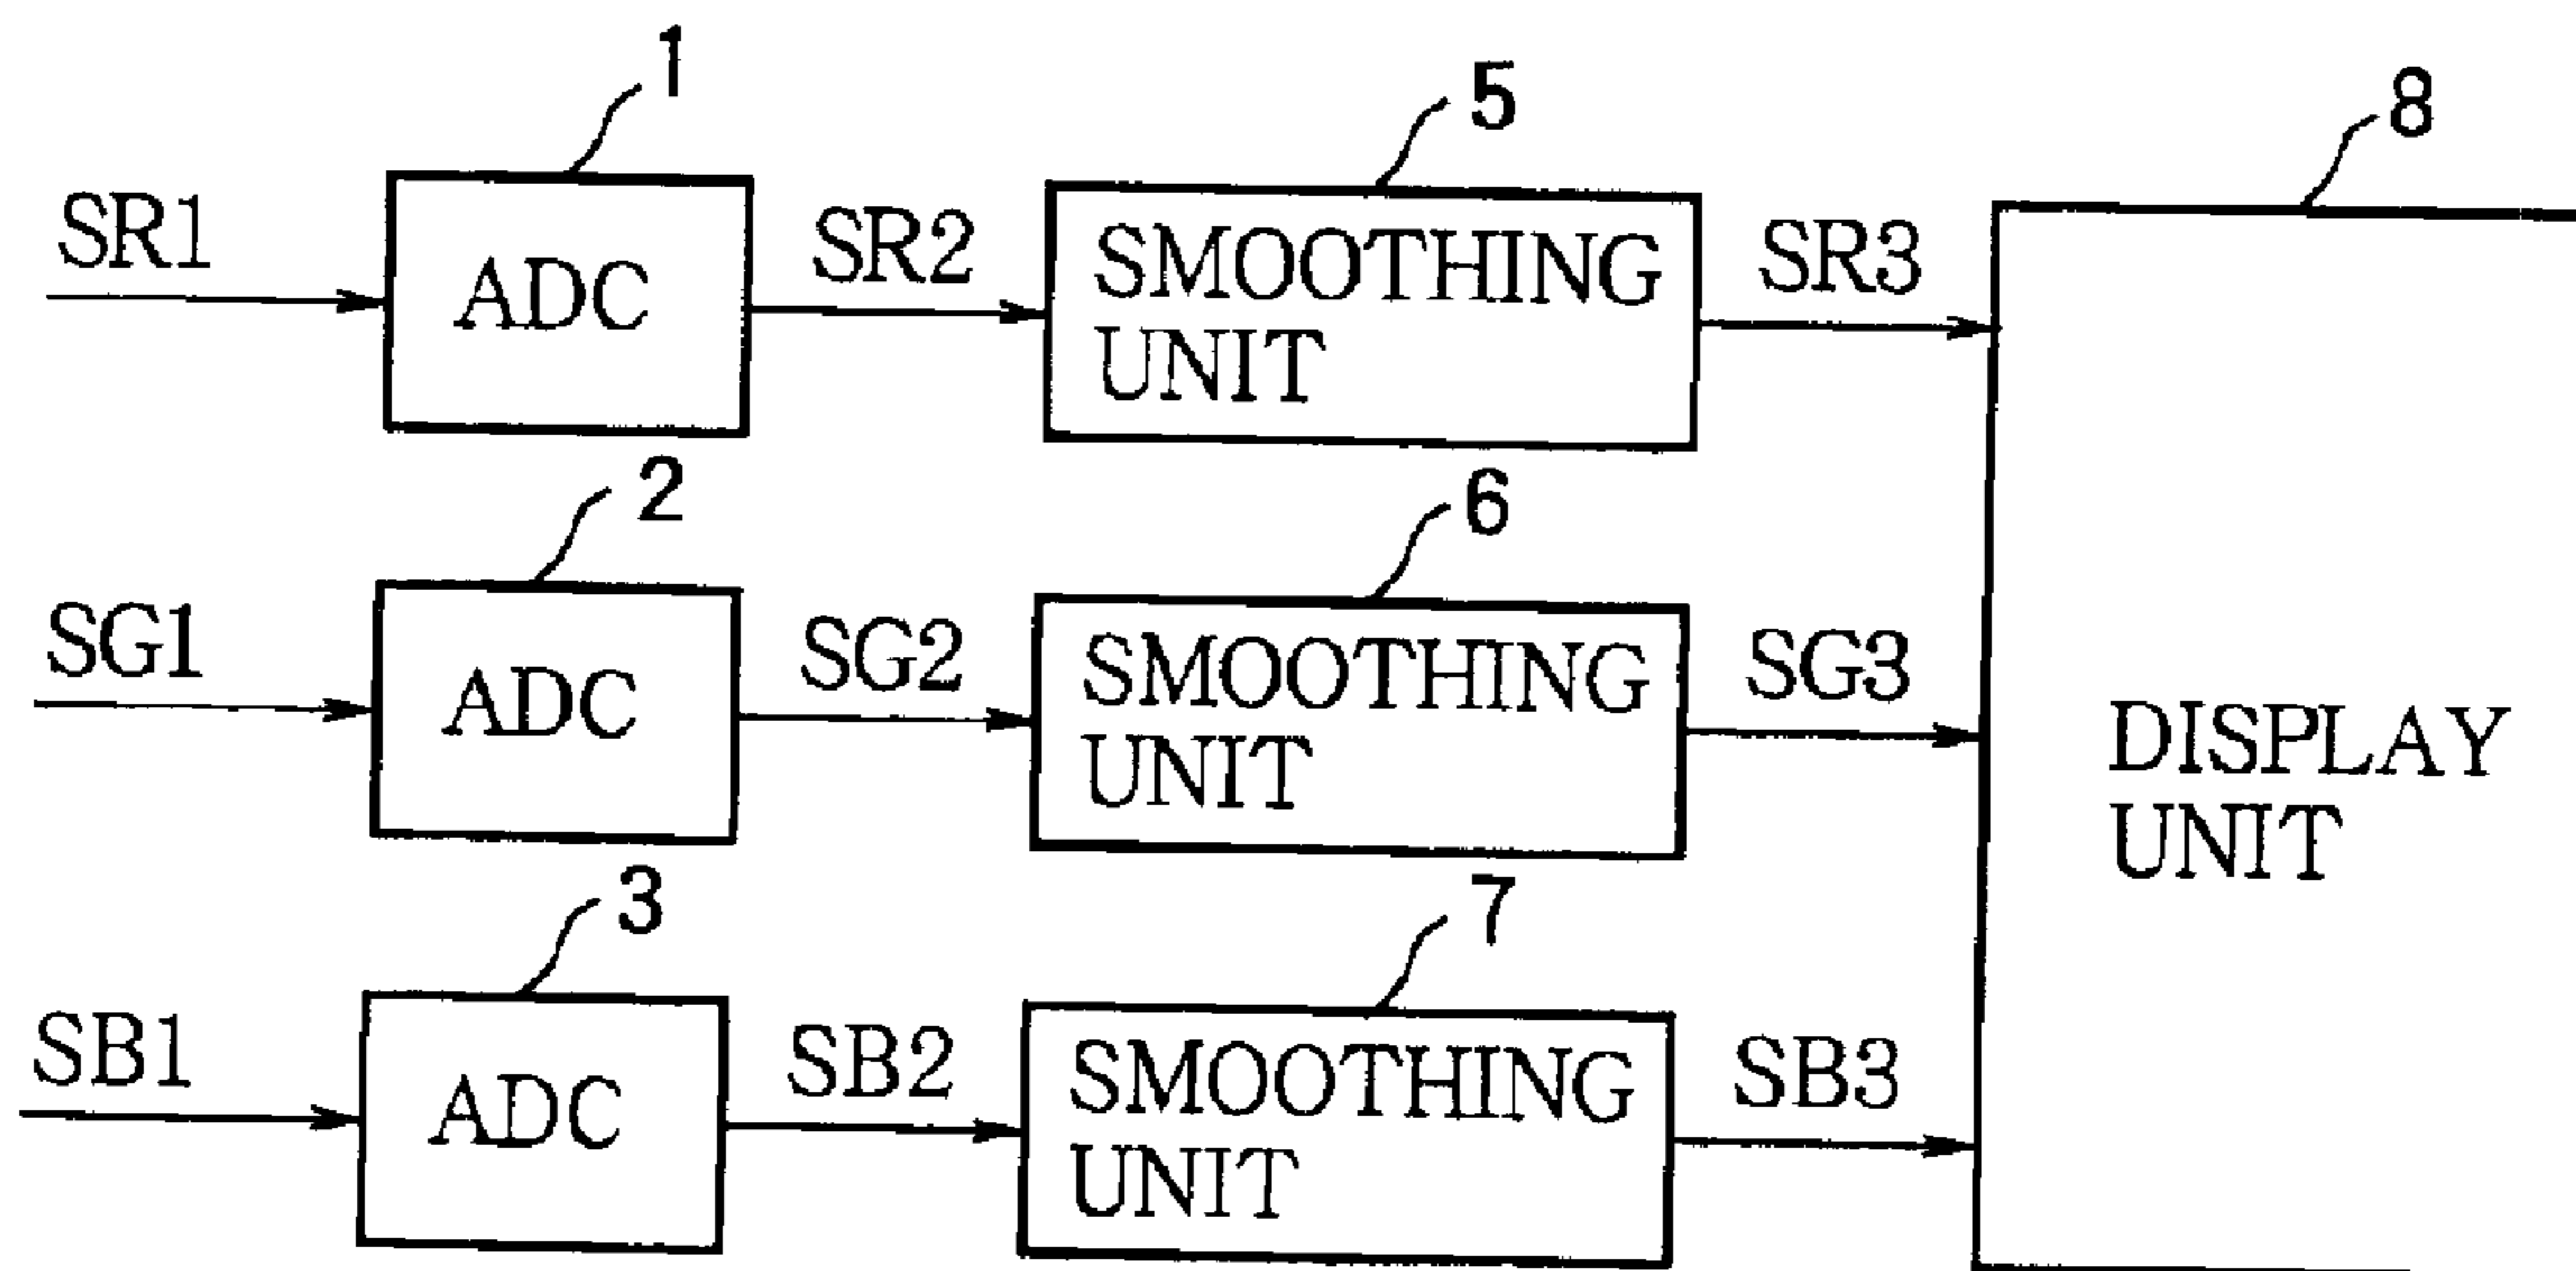 1
5
8
SR1
ADC
SR2
SMOOTHING
UNIT
SR3
2
6
SG1
ADC
SG2
SMOOTHING
UNIT
SG3
DISPLAY
UNIT
3
7
SB1
ADC
SB2
SMOOTHING
UNIT
SB3